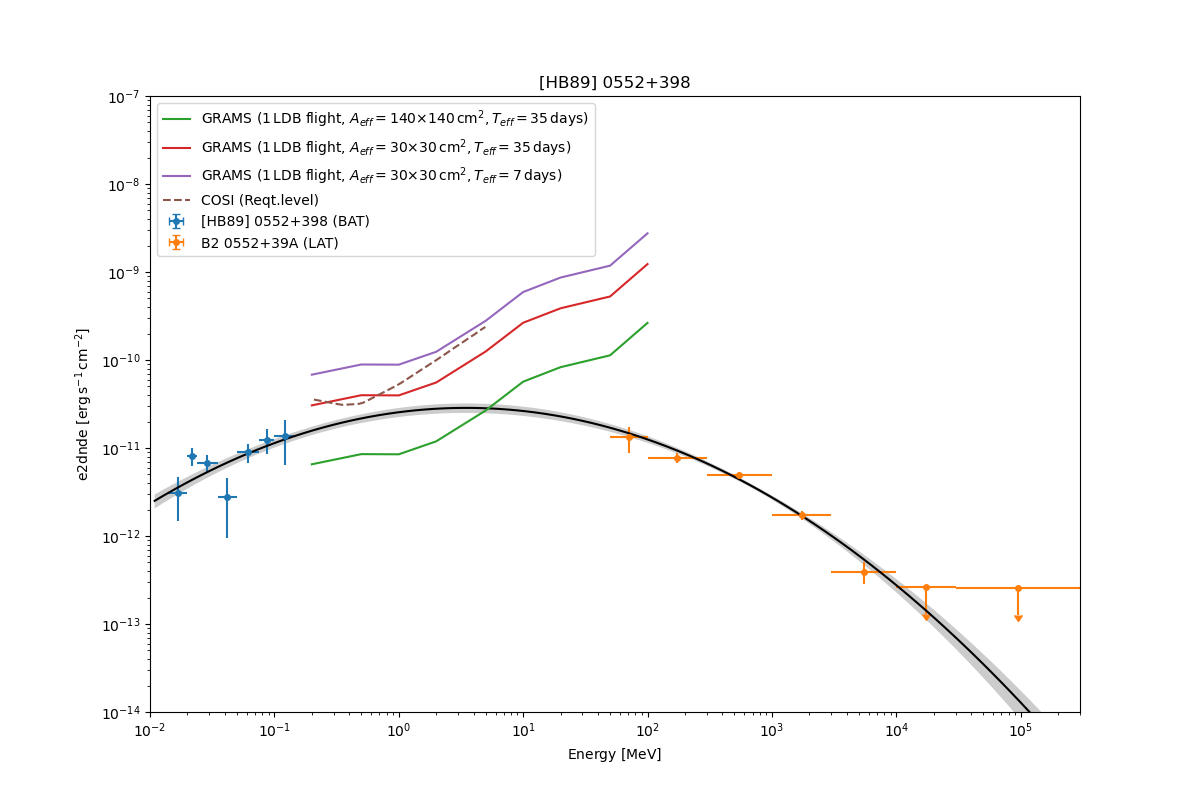 [HB89] 0552+398
GRAMS (1 LDB flight, A_eff = 140×140 cm², T_eff = 35 days)
GRAMS (1 LDB flight, A_eff = 30×30 cm², T_eff = 35 days)
GRAMS (1 LDB flight, A_eff = 30×30 cm², T_eff = 7 days)
COSI (Reqt.level)
[HB89] 0552+398 (BAT)
B2 0552+39A (LAT)
e2dnde [erg s⁻¹ cm⁻²]
10⁻⁷
10⁻⁸
10⁻⁹
10⁻¹⁰
10⁻¹¹
10⁻¹²
10⁻¹³
10⁻¹⁴
10⁻² 10⁻¹ 10⁰ 10¹ 10² 10³ 10⁴ 10⁵
Energy [MeV]